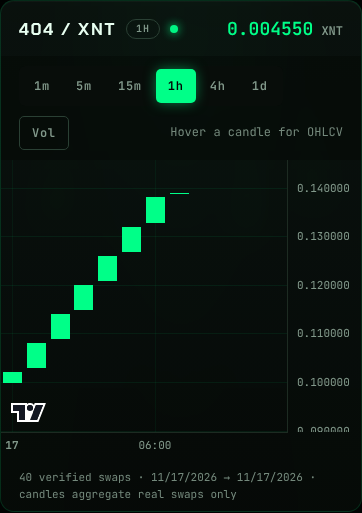 404 / XNT 1H 0.004550 XNT
1m 5m 15m 1h 4h 1d
Vol Hover a candle for OHLCV
0.140000
0.130000
0.120000
0.110000
0.100000
0.090000
17 06:00
40 verified swaps · 11/17/2026 → 11/17/2026 ·
candles aggregate real swaps only